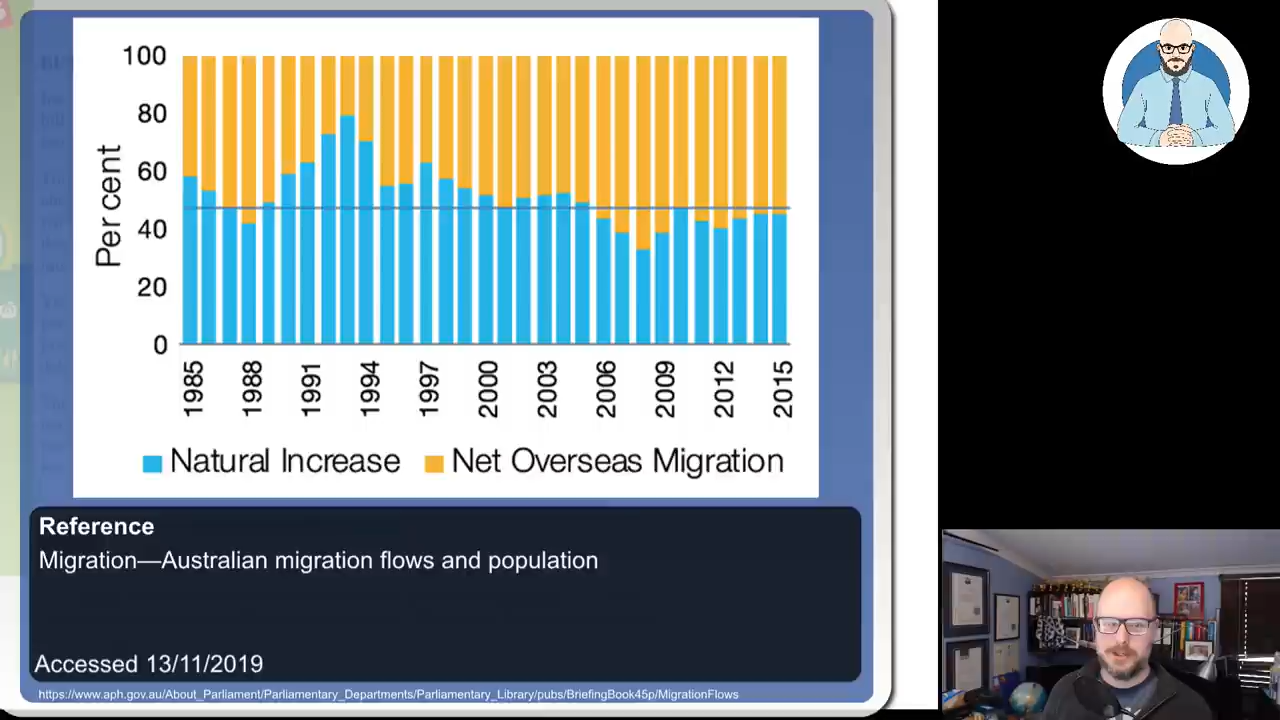 100
80
60
40
20
0
Per cent
1985
1988
1991
1994
1997
2000
2003
2006
2009
2012
2015
Natural Increase
Net Overseas Migration
Reference
Migration—Australian migration flows and population
Accessed 13/11/2019
https://www.aph.gov.au/About_Parliament/Parliamentary_Departments/Parliamentary_Library/pubs/BriefingBook45p/MigrationFlows